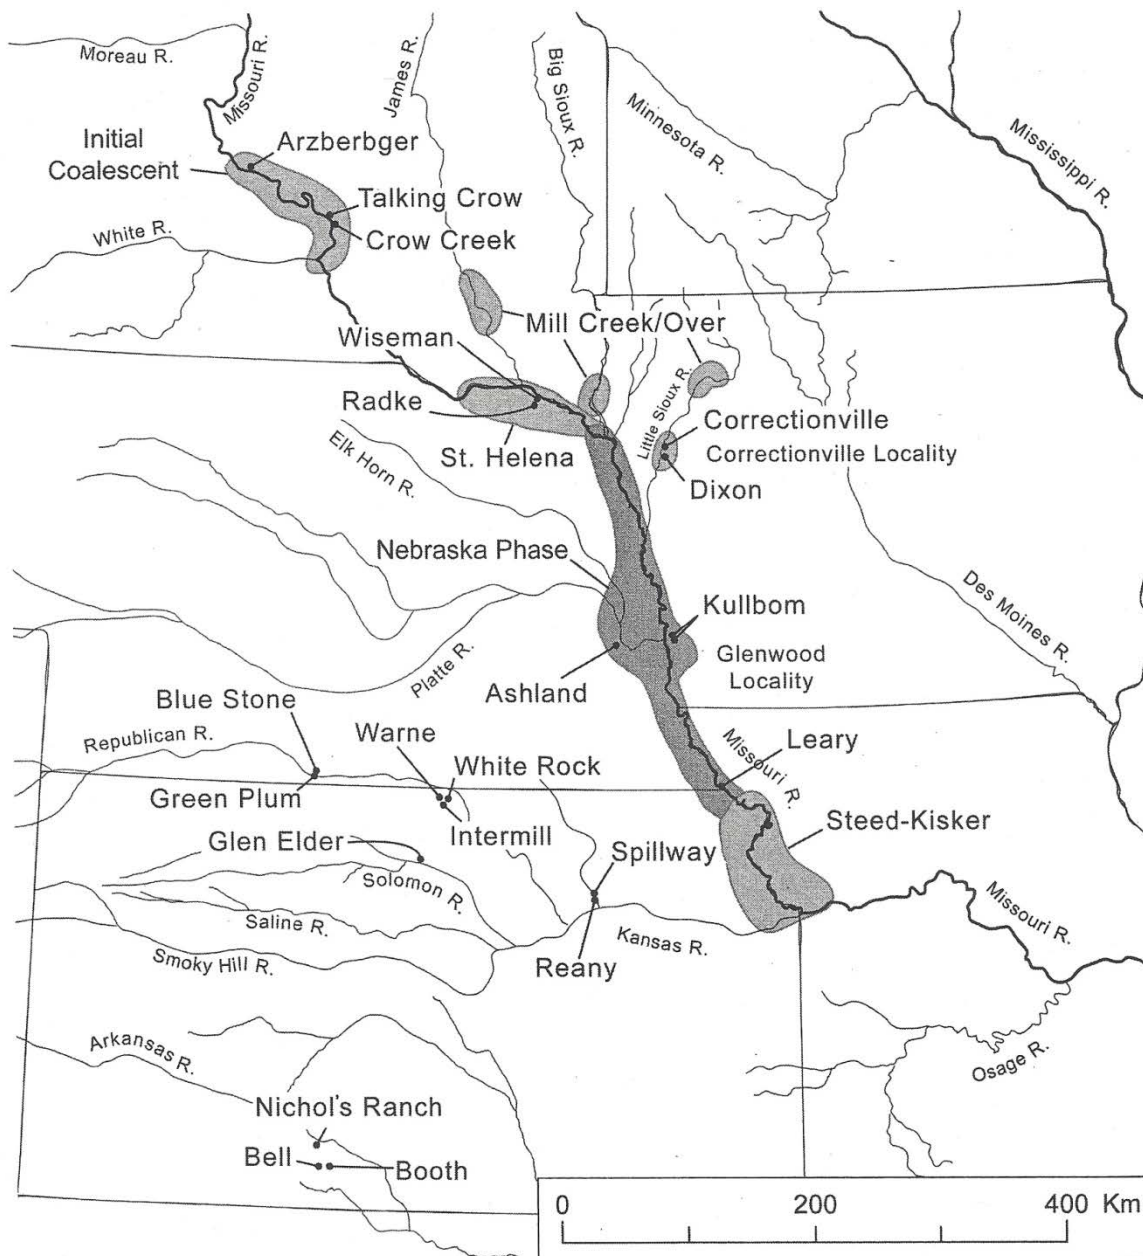 Moreau R.
Missouri R.
James R.
Big Sioux R.
Minnesota R.
Mississippi R.
Initial
Coalescent
Arzberbger
Talking Crow
Crow Creek
White R.
Mill Creek/Over
Wiseman
Radke
St. Helena
Little Sioux R.
Correctionville
Correctionville Locality
Dixon
Elk Horn R.
Nebraska Phase
Kullbom
Glenwood
Locality
Des Moines R.
Platte R.
Ashland
Blue Stone
Republican R.
Warne
White Rock
Missouri R.
Leary
Green Plum
Intermill
Steed-Kisker
Glen Elder
Solomon R.
Spillway
Saline R.
Kansas R.
Missouri R.
Smoky Hill R.
Reany
Arkansas R.
Osage R.
Nichol's Ranch
Bell
Booth
0 200 400 Km